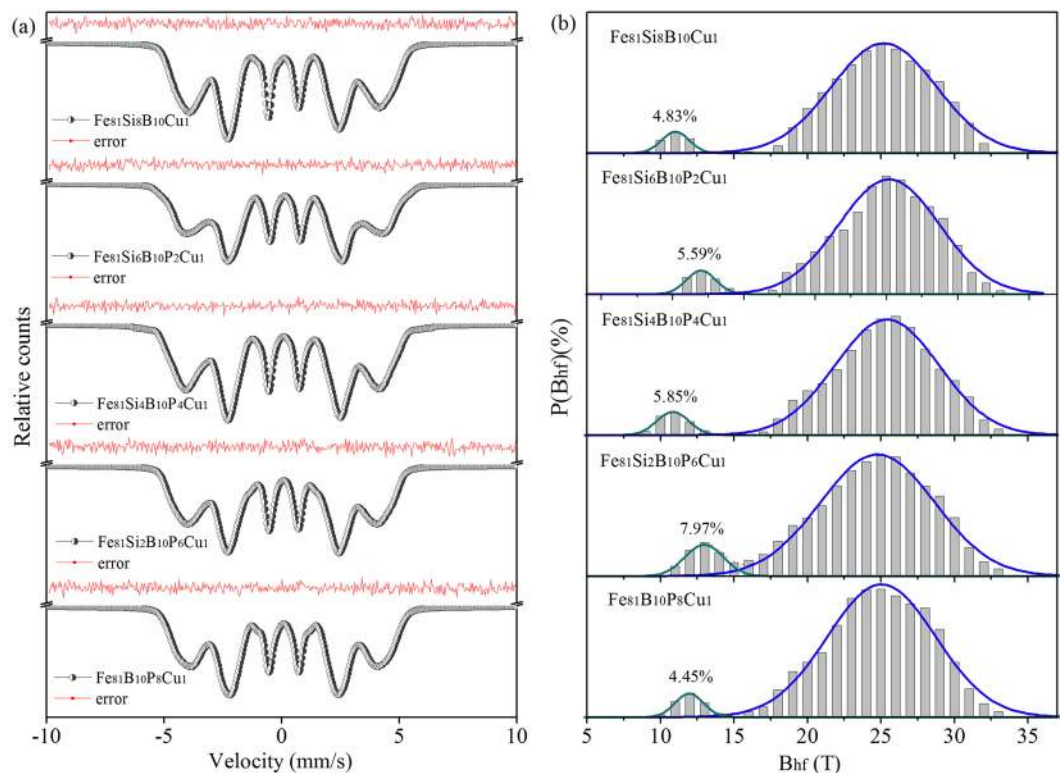 (a)
Fe81Si8B10Cu1
error
Fe81Si6B10P2Cu1
error
Fe81Si4B10P4Cu1
error
Fe81Si2B10P6Cu1
error
Fe81B10P8Cu1
error
Relative counts
-10 -5 0 5 10
Velocity (mm/s)
(b)
Fe81Si8B10Cu1
4.83%
Fe81Si6B10P2Cu1
5.59%
Fe81Si4B10P4Cu1
5.85%
Fe81Si2B10P6Cu1
7.97%
Fe81B10P8Cu1
4.45%
P(Bhf)(%)
5 10 15 20 25 30 35
Bhf (T)